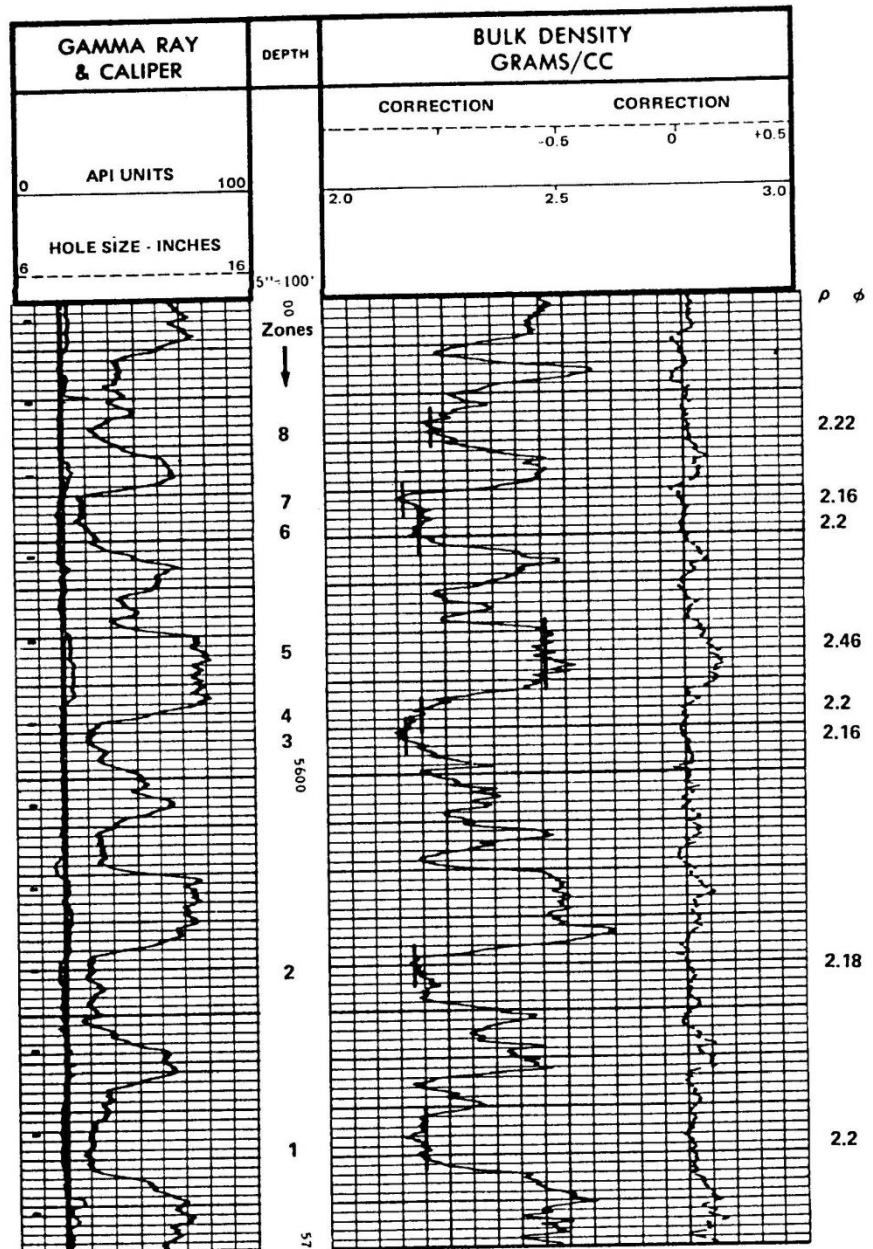 GAMMA RAY
& CALIPER
DEPTH
BULK DENSITY
GRAMS/CC
API UNITS
0 100
HOLE SIZE - INCHES
6 16
CORRECTION CORRECTION
-0.5 0 +0.5
2.0 2.5 3.0
5"=100'
00
Zones
ρ ϕ
8 2.22
7 2.16
6 2.2
5 2.46
4 2.2
3 2.16
5600
2 2.18
1 2.2
57